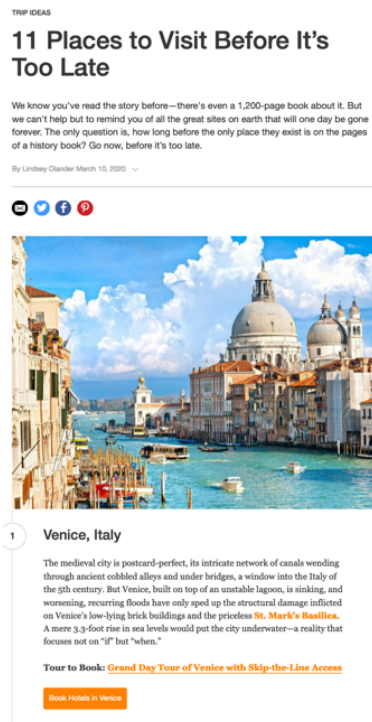 TRIP IDEAS
11 Places to Visit Before It's
Too Late
We know you've read the story before—there's even a 1,200-page book about it. But
we can't help but to remind you of all the great sites on earth that will one day be gone
forever. The only question is, how long before the only place they exist is on the pages
of a history book? Go now, before it's too late.
By Lindsey Olander March 10, 2020
1
Venice, Italy
The medieval city is postcard-perfect, its intricate network of canals wending
through ancient cobbled alleys and under bridges, a window into the Italy of
the 5th century. But Venice, built on top of an unstable lagoon, is sinking, and
worsening, recurring floods have only sped up the structural damage inflicted
on Venice's low-lying brick buildings and the priceless St. Mark's Basilica.
A mere 3.3-foot rise in sea levels would put the city underwater—a reality that
focuses not on "if" but "when."
Tour to Book: Grand Day Tour of Venice with Skip-the-Line Access
Book Hotels in Venice